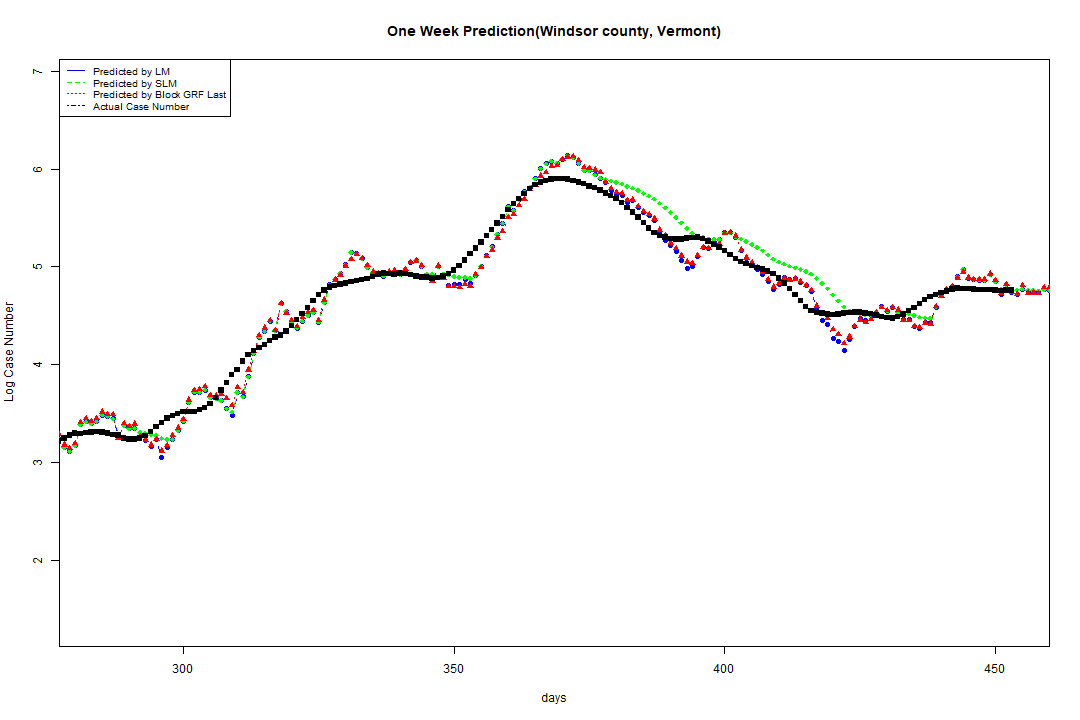 One Week Prediction(Windsor county, Vermont)
Predicted by LM
Predicted by SLM
Predicted by Block GRF Last
Actual Case Number
7
6
5
4
3
2
Log Case Number
300 350 400 450
days